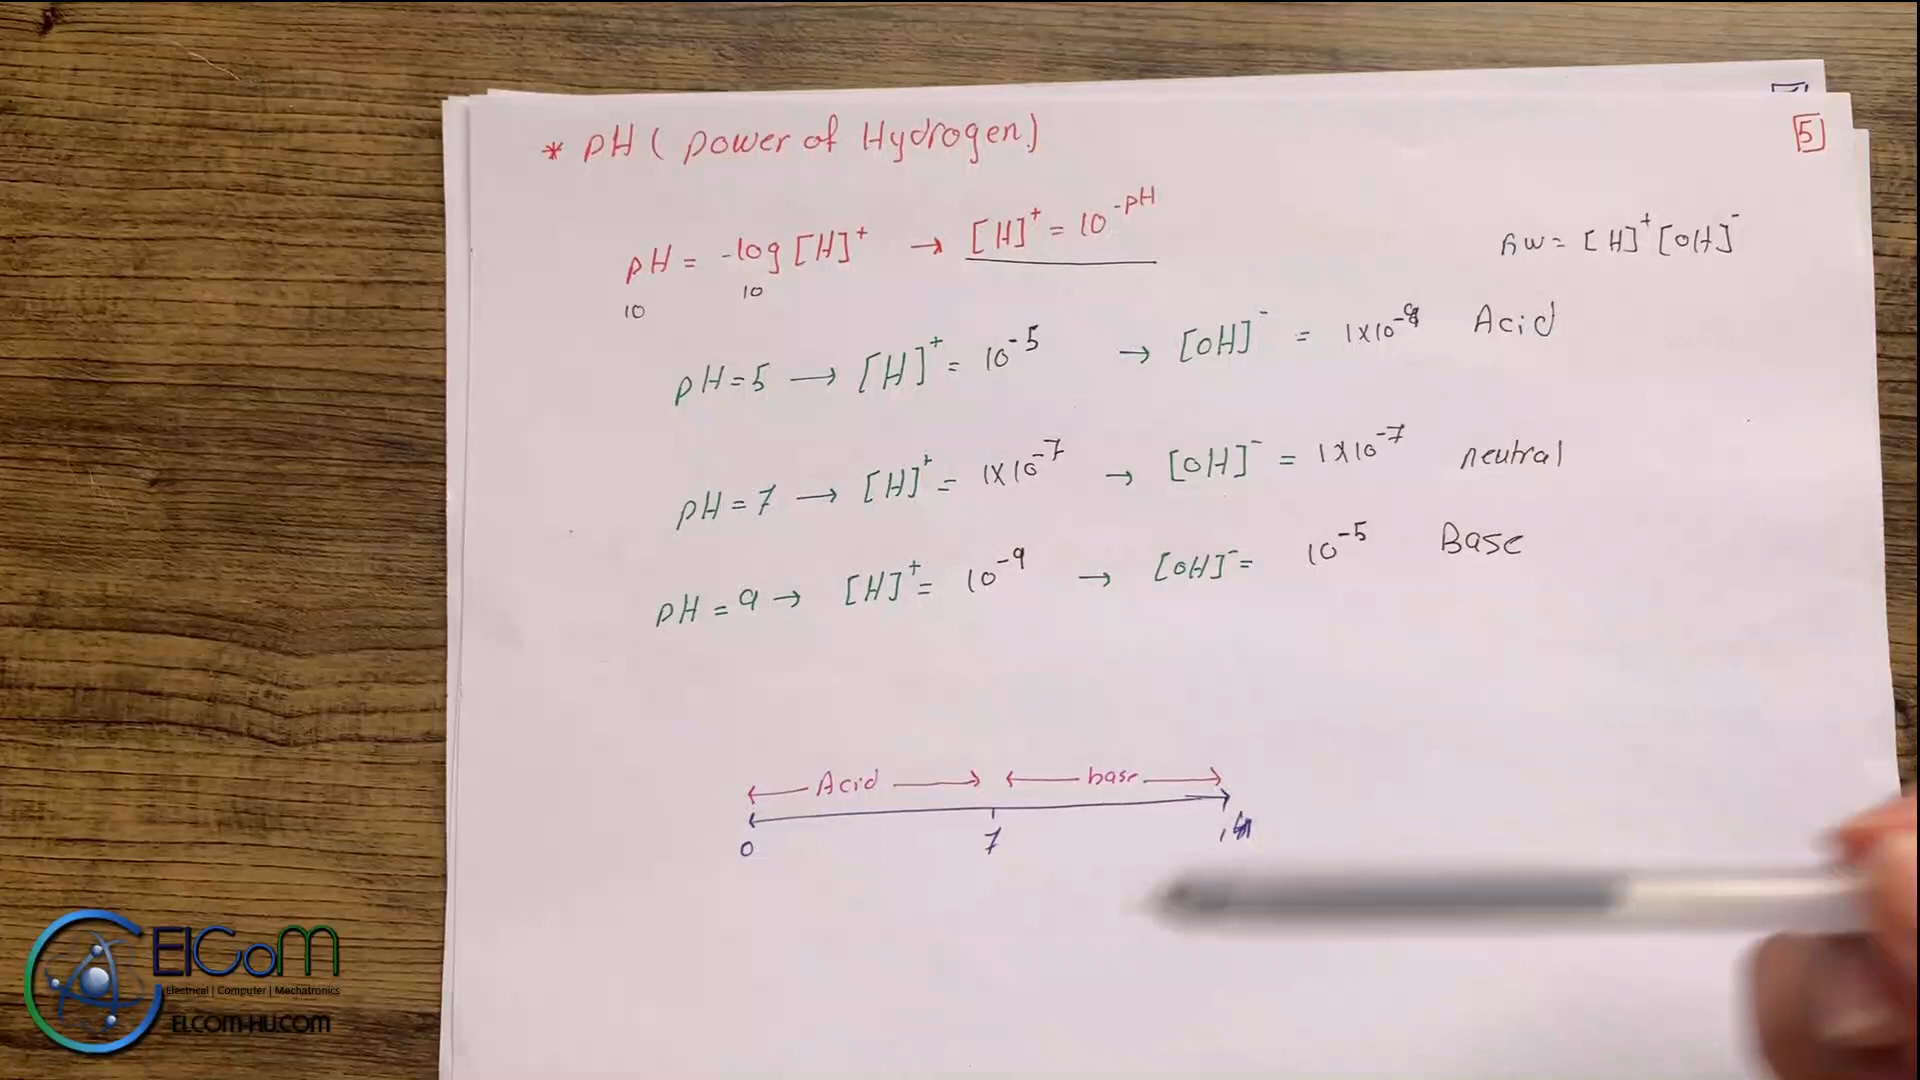 * pH ( power of Hydrogen)
5
pH = -log [H]⁺ → [H]⁺ = 10^-pH
10 10
Kw = [H]⁺[OH]⁻
pH = 5 → [H]⁺ = 10⁻⁵ → [OH]⁻ = 1x10⁻⁹ Acid
pH = 7 → [H]⁺ = 1x10⁻⁷ → [OH]⁻ = 1x10⁻⁷ neutral
pH = 9 → [H]⁺ = 10⁻⁹ → [OH]⁻ = 10⁻⁵ Base
Acid base
0 7 14
ElCoM
Electrical | Computer | Mechatronics
ELCOM-HU.COM